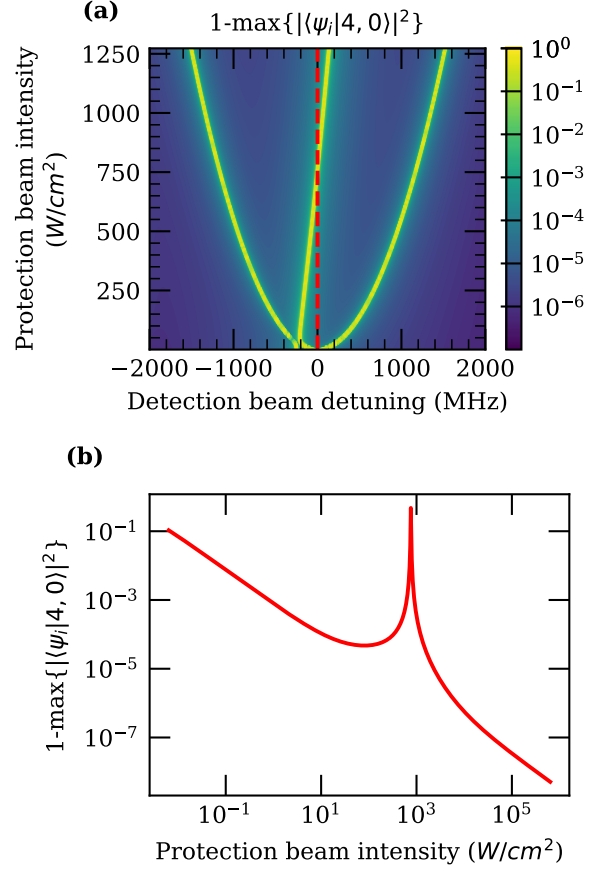 (a)
1-max{|⟨ψᵢ|4, 0⟩|²}
Protection beam intensity
(W/cm²)
1250
1000
750
500
250
−2000 −1000 0 1000 2000
Detection beam detuning (MHz)
10⁰
10⁻¹
10⁻²
10⁻³
10⁻⁴
10⁻⁵
10⁻⁶
(b)
1-max{|⟨ψᵢ|4, 0⟩|²}
10⁻¹
10⁻³
10⁻⁵
10⁻⁷
10⁻¹ 10¹ 10³ 10⁵
Protection beam intensity (W/cm²)